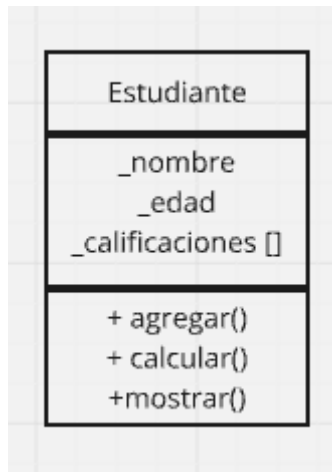 Estudiante
_nombre
_edad
_calificaciones []
+ agregar()
+ calcular()
+mostrar()